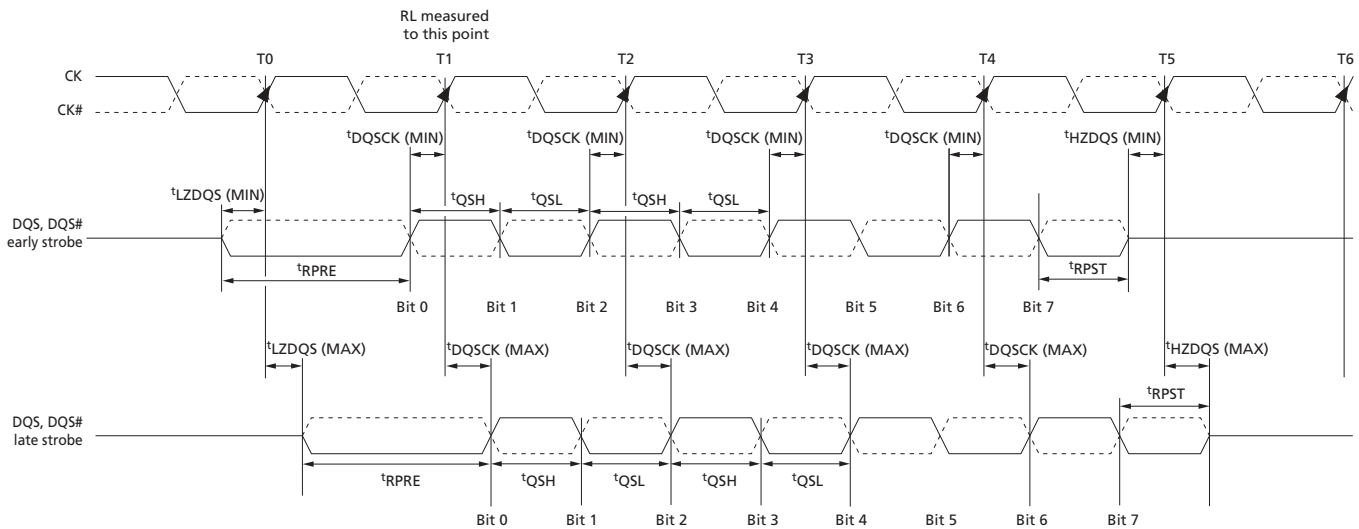 RL measured
to this point
T0 T1 T2 T3 T4 T5 T6
CK
CK#
tDQSCK (MIN) tDQSCK (MIN) tDQSCK (MIN) tDQSCK (MIN) tHZDQS (MIN)
tLZDQS (MIN)
tQSH tQSL tQSH tQSL
DQS, DQS#
early strobe
tRPRE tRPST
Bit 0 Bit 1 Bit 2 Bit 3 Bit 4 Bit 5 Bit 6 Bit 7
tLZDQS (MAX) tDQSCK (MAX) tDQSCK (MAX) tDQSCK (MAX) tDQSCK (MAX) tHZDQS (MAX)
tRPST
DQS, DQS#
late strobe
tRPRE tQSH tQSL tQSH tQSL
Bit 0 Bit 1 Bit 2 Bit 3 Bit 4 Bit 5 Bit 6 Bit 7